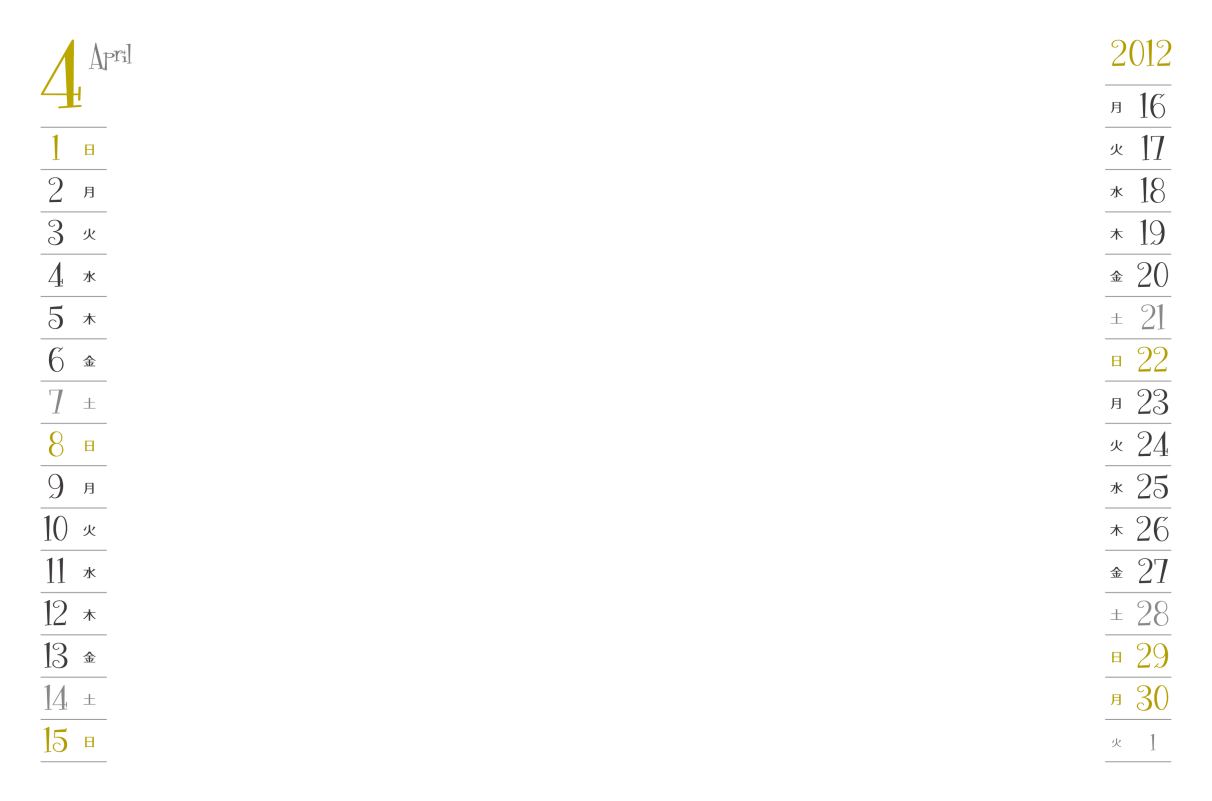 4 April
1 日
2 月
3 火
4 水
5 木
6 金
7 土
8 日
9 月
10 火
11 水
12 木
13 金
14 土
15 日
2012
月 16
火 17
水 18
木 19
金 20
土 21
日 22
月 23
火 24
水 25
木 26
金 27
土 28
日 29
月 30
火 1